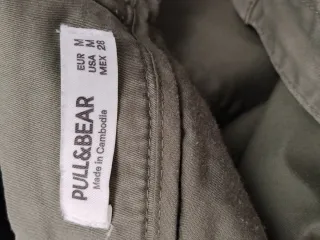 EUR M
USA M
MEX 28
PULL&BEAR
Made in Cambodia